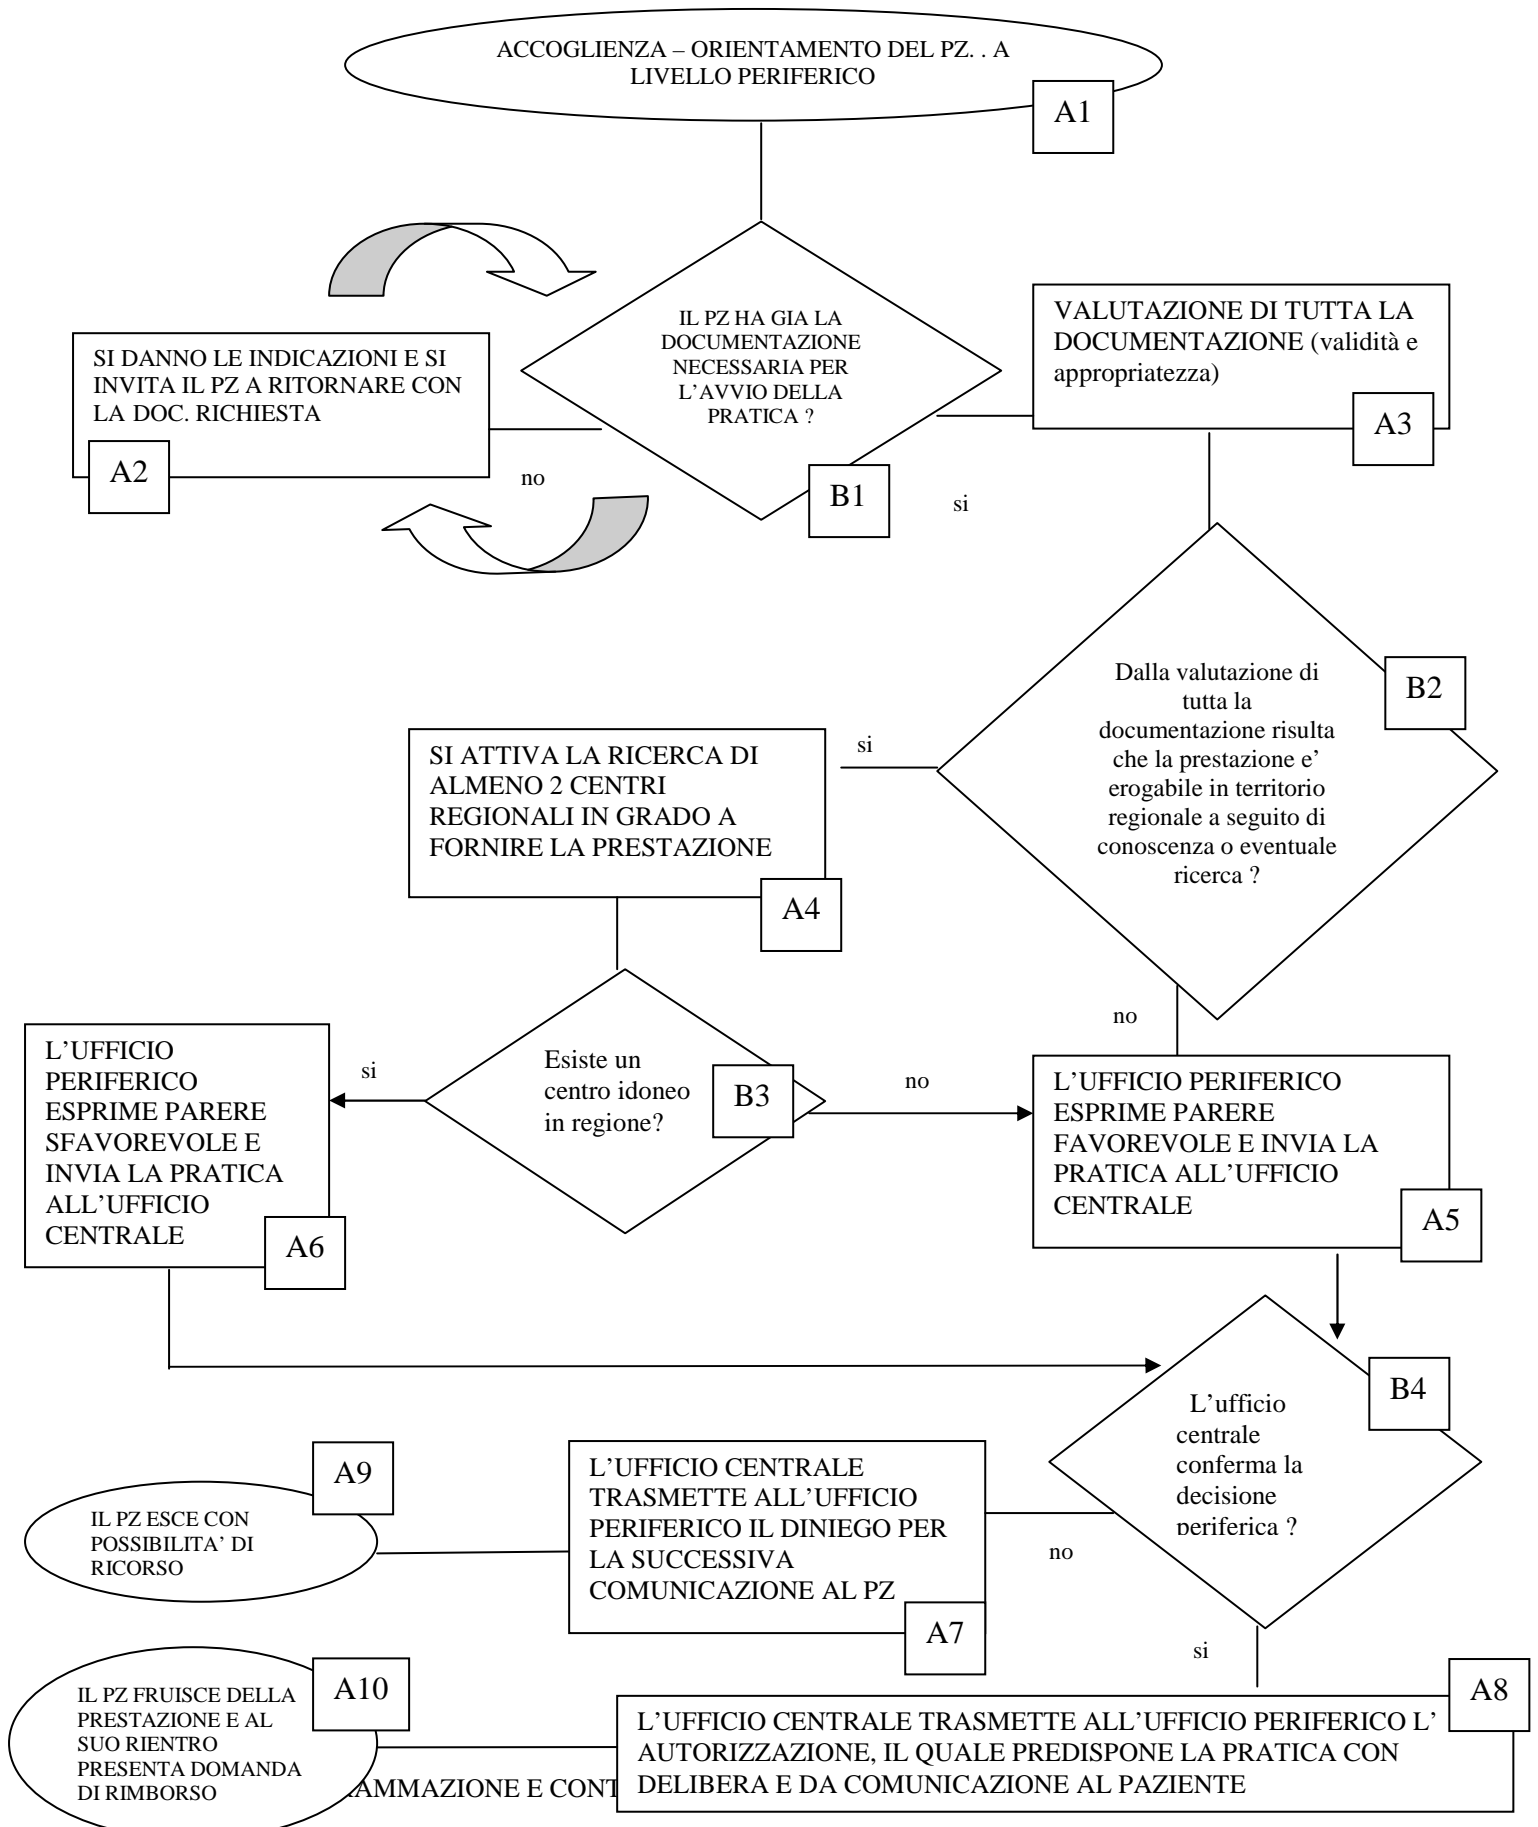 ACCOGLIENZA – ORIENTAMENTO DEL PZ. . A
LIVELLO PERIFERICO
A1
IL PZ HA GIA LA
DOCUMENTAZIONE
NECESSARIA PER
L’AVVIO DELLA
PRATICA ?
B1
SI DANNO LE INDICAZIONI E SI
INVITA IL PZ A RITORNARE CON
LA DOC. RICHIESTA
A2
no
VALUTAZIONE DI TUTTA LA
DOCUMENTAZIONE (validità e
appropriatezza)
A3
si
Dalla valutazione di
tutta la
documentazione risulta
che la prestazione e’
erogabile in territorio
regionale a seguito di
conoscenza o eventuale
ricerca ?
B2
si
SI ATTIVA LA RICERCA DI
ALMENO 2 CENTRI
REGIONALI IN GRADO A
FORNIRE LA PRESTAZIONE
A4
no
L’UFFICIO
PERIFERICO
ESPRIME PARERE
SFAVOREVOLE E
INVIA LA PRATICA
ALL’UFFICIO
CENTRALE
A6
si
Esiste un
centro idoneo
in regione?
B3
no
L’UFFICIO PERIFERICO
ESPRIME PARERE
FAVOREVOLE E INVIA LA
PRATICA ALL’UFFICIO
CENTRALE
A5
L’ufficio
centrale
conferma la
decisione
periferica ?
B4
A9
IL PZ ESCE CON
POSSIBILITA’ DI
RICORSO
L’UFFICIO CENTRALE
TRASMETTE ALL’UFFICIO
PERIFERICO IL DINIEGO PER
LA SUCCESSIVA
COMUNICAZIONE AL PZ
A7
no
si
A10
IL PZ FRUISCE DELLA
PRESTAZIONE E AL
SUO RIENTRO
PRESENTA DOMANDA
DI RIMBORSO
A8
L’UFFICIO CENTRALE TRASMETTE ALL’UFFICIO PERIFERICO L’
AUTORIZZAZIONE, IL QUALE PREDISPONE LA PRATICA CON
DELIBERA E DA COMUNICAZIONE AL PAZIENTE
AMMAZIONE E CONT